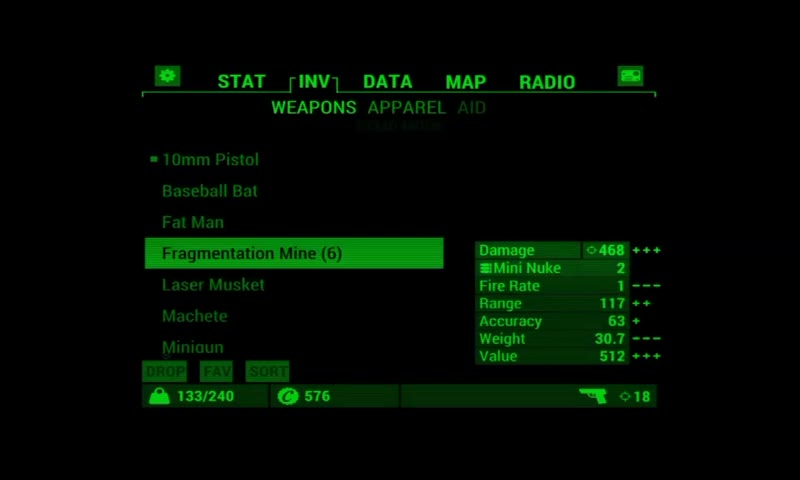 STAT INV DATA MAP RADIO
WEAPONS APPAREL AID
DEMO MODE
10mm Pistol
Baseball Bat
Fat Man
Fragmentation Mine (6)
Laser Musket
Machete
Minigun
Damage 468 +++
Mini Nuke 2
Fire Rate 1 ---
Range 117 ++
Accuracy 63 +
Weight 30.7 ---
Value 512 +++
DROP FAV SORT
133/240 576 18